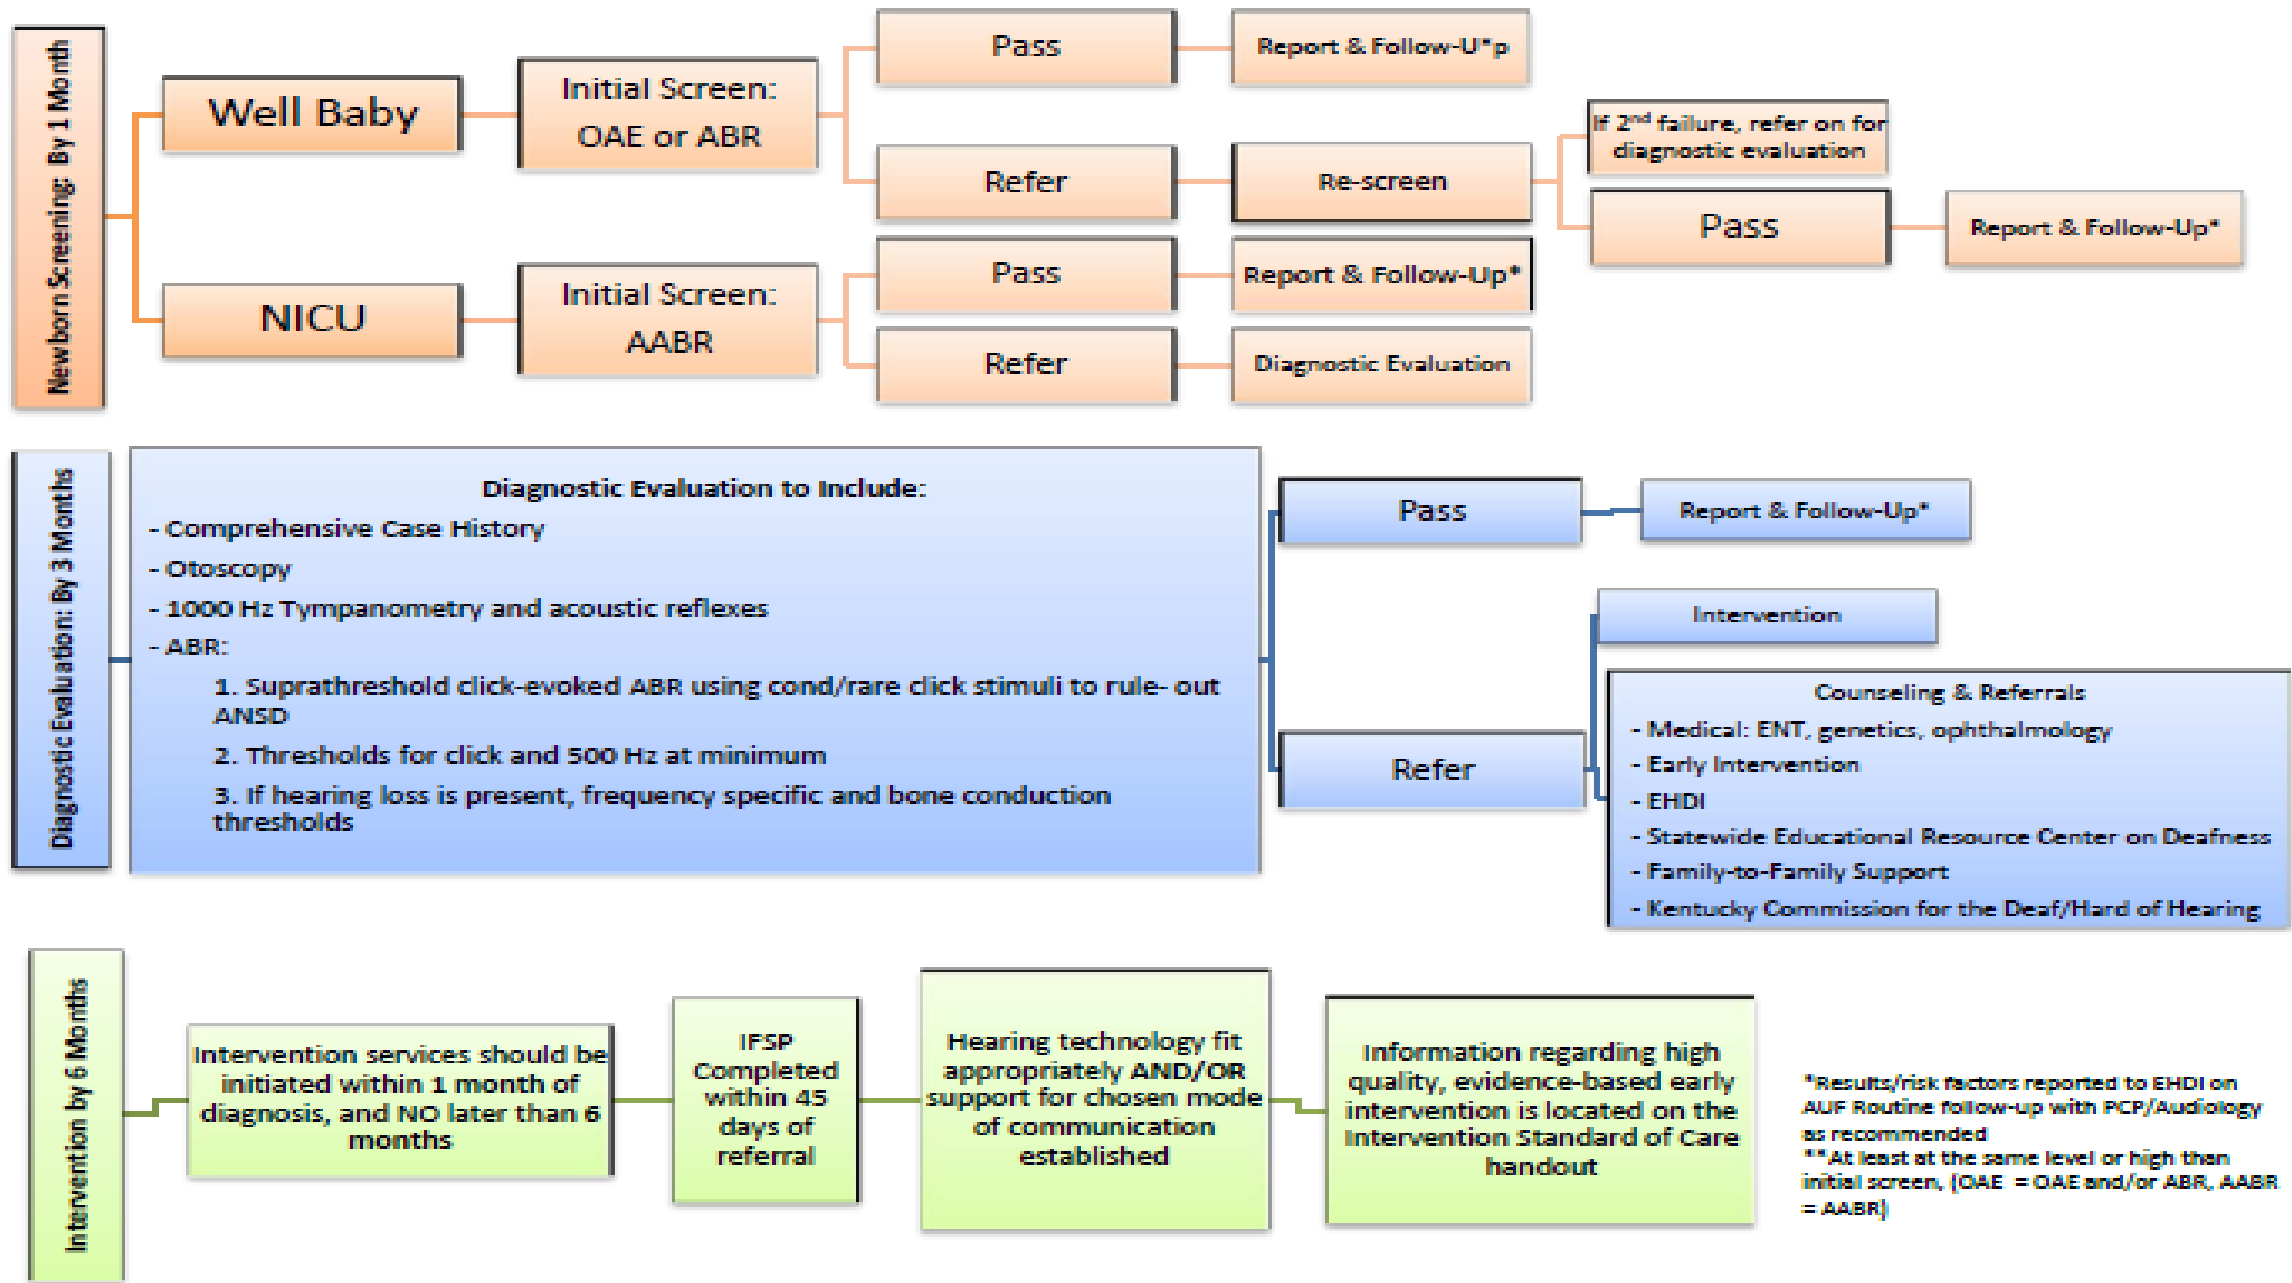 Newborn Screening: By 1 Month
Well Baby
Initial Screen:
OAE or ABR
Pass
Report & Follow-U*p
Refer
Re-screen
If 2nd failure, refer on for
diagnostic evaluation
Pass
Report & Follow-Up*
NICU
Initial Screen:
AABR
Pass
Report & Follow-Up*
Refer
Diagnostic Evaluation
Diagnostic Evaluation: By 3 Months
Diagnostic Evaluation to Include:
- Comprehensive Case History
- Otoscopy
- 1000 Hz Tympanometry and acoustic reflexes
- ABR:
1. Suprathreshold click-evoked ABR using cond/rare click stimuli to rule- out
ANSD
2. Thresholds for click and 500 Hz at minimum
3. If hearing loss is present, frequency specific and bone conduction
thresholds
Pass
Report & Follow-Up*
Refer
Intervention
Counseling & Referrals
- Medical: ENT, genetics, ophthalmology
- Early Intervention
- EHDI
- Statewide Educational Resource Center on Deafness
- Family-to-Family Support
- Kentucky Commission for the Deaf/Hard of Hearing
Intervention by 6 Months
Intervention services should be
initiated within 1 month of
diagnosis, and NO later than 6
months
IFSP
Completed
within 45
days of
referral
Hearing technology fit
appropriately AND/OR
support for chosen mode
of communication
established
Information regarding high
quality, evidence-based early
intervention is located on the
Intervention Standard of Care
handout
*Results/risk factors reported to EHDI on
AUF Routine follow-up with PCP/Audiology
as recommended
**At least at the same level or high than
initial screen, (OAE = OAE and/or ABR, AABR
= AABR)